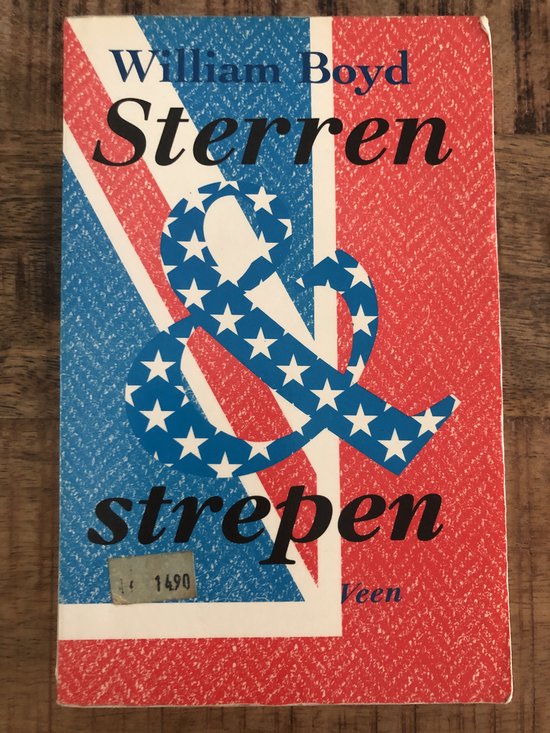 William Boyd
Sterren
&
strepen
1490
Veen